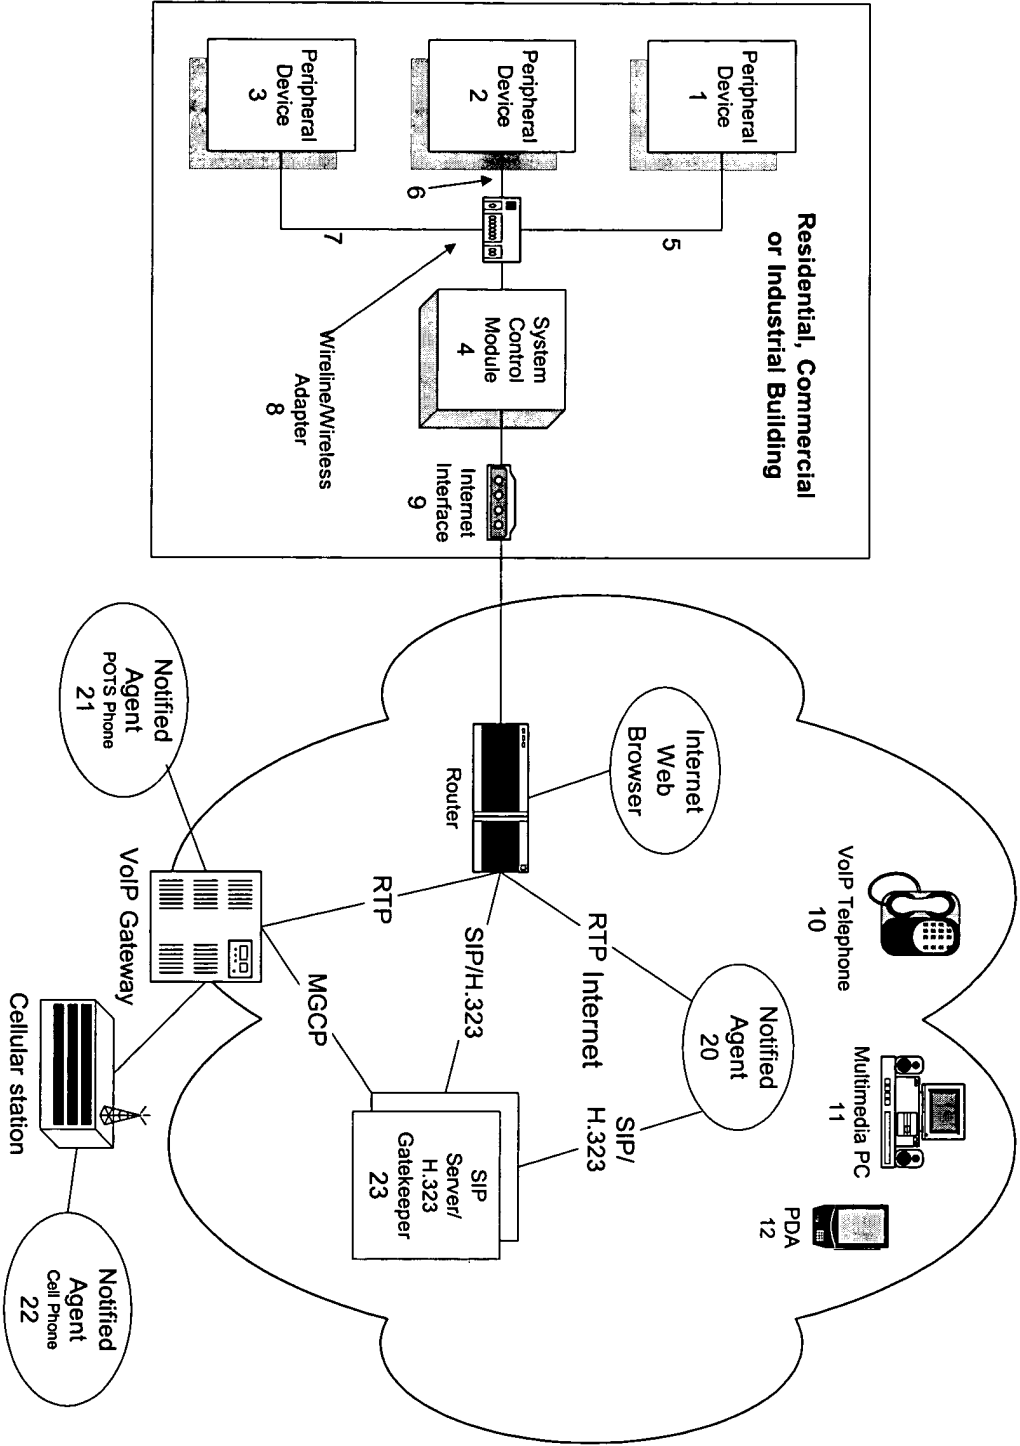 Residential, Commercial
or Industrial Building
Peripheral
Device
1
Peripheral
Device
2
Peripheral
Device
3
5
6
7
System
Control
Module
4
Wireline/Wireless
Adapter
8
Internet
Interface
9
Internet
Web
Browser
Router
VoIP Telephone
10
Multimedia PC
11
PDA
12
RTP Internet
Notified
Agent
20
SIP/
H.323
SIP/H.323
RTP
MGCP
SIP
Server/
H.323
Gatekeeper
23
Notified
Agent
POTS Phone
21
VoIP Gateway
Cellular station
Notified
Agent
Cell Phone
22